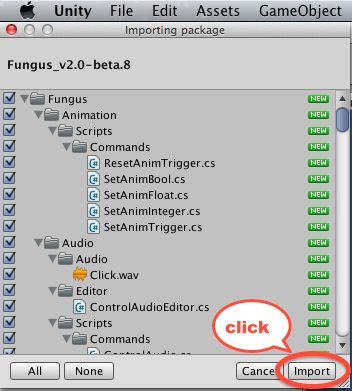 Unity File Edit Assets GameObject
Importing package
Fungus_v2.0-beta.8
Fungus NEW
Animation NEW
Scripts NEW
Commands NEW
ResetAnimTrigger.cs NEW
SetAnimBool.cs NEW
SetAnimFloat.cs NEW
SetAnimInteger.cs NEW
SetAnimTrigger.cs NEW
Audio NEW
Audio NEW
Click.wav NEW
Editor NEW
ControlAudioEditor.cs NEW
Scripts NEW
Commands NEW
click
All None Cance Import